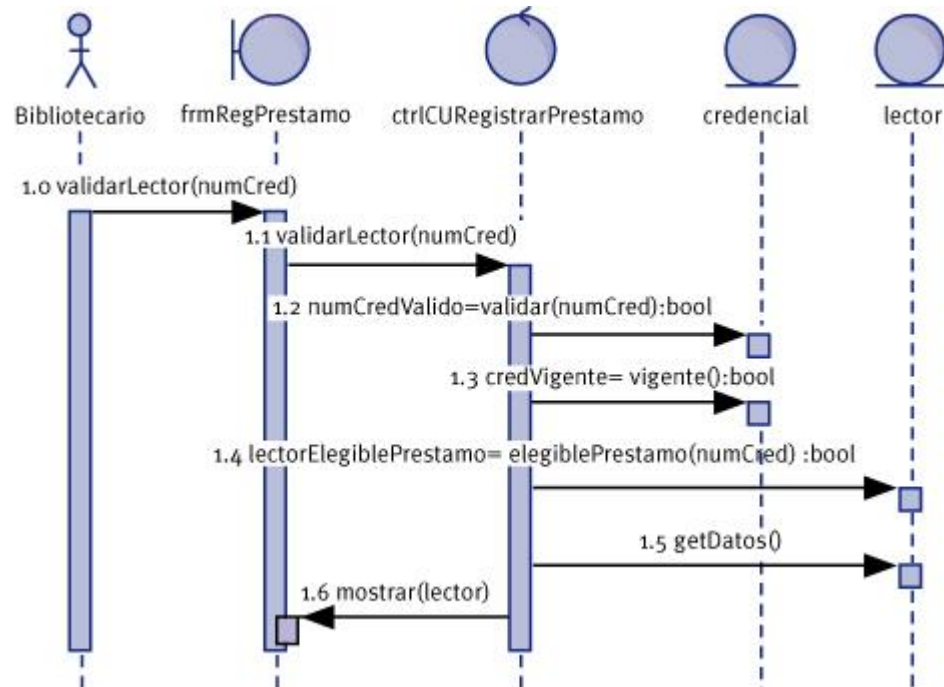 Bibliotecario
frmRegPrestamo
ctrlCURegistrarPrestamo
credencial
lector
1.0 validarLector(numCred)
1.1 validarLector(numCred)
1.2 numCredValido=validar(numCred):bool
1.3 credVigente= vigente():bool
1.4 lectorElegiblePrestamo= elegiblePrestamo(numCred) :bool
1.5 getDatos()
1.6 mostrar(lector)